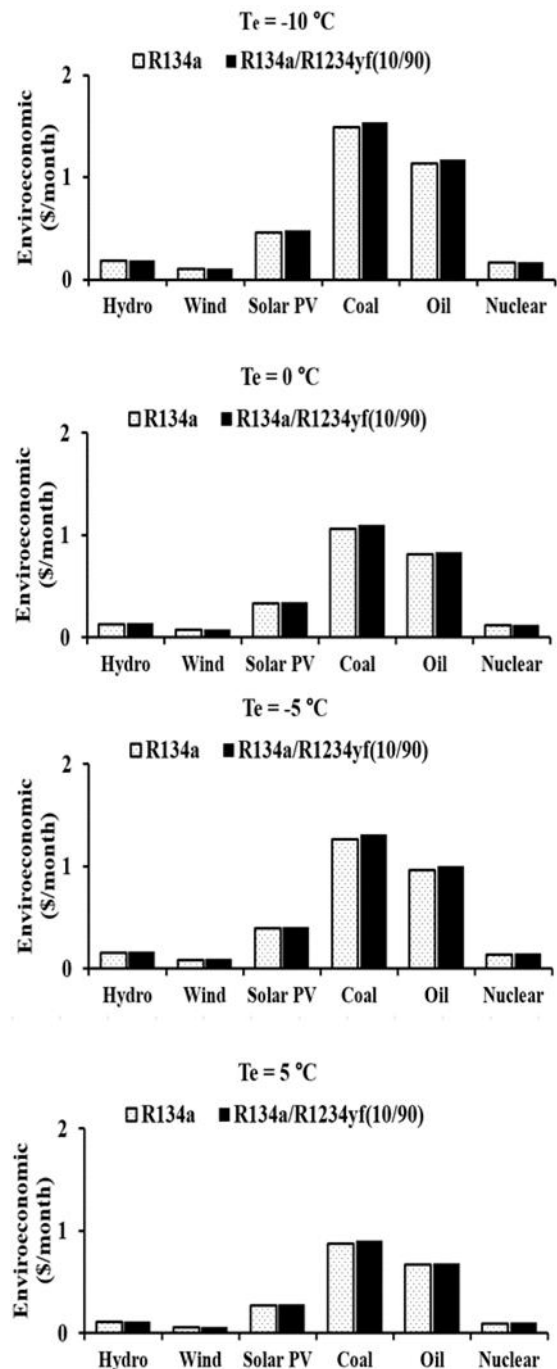 Te = -10 °C
R134a R134a/R1234yf(10/90)
Enviroeconomic
($/month)
2
1
0
Hydro Wind Solar PV Coal Oil Nuclear
Te = 0 °C
R134a R134a/R1234yf(10/90)
Enviroeconomic
($/month)
2
1
0
Hydro Wind Solar PV Coal Oil Nuclear
Te = -5 °C
R134a R134a/R1234yf(10/90)
Enviroeconomic
($/month)
2
1
0
Hydro Wind Solar PV Coal Oil Nuclear
Te = 5 °C
R134a R134a/R1234yf(10/90)
Enviroeconomic
($/month)
2
1
0
Hydro Wind Solar PV Coal Oil Nuclear